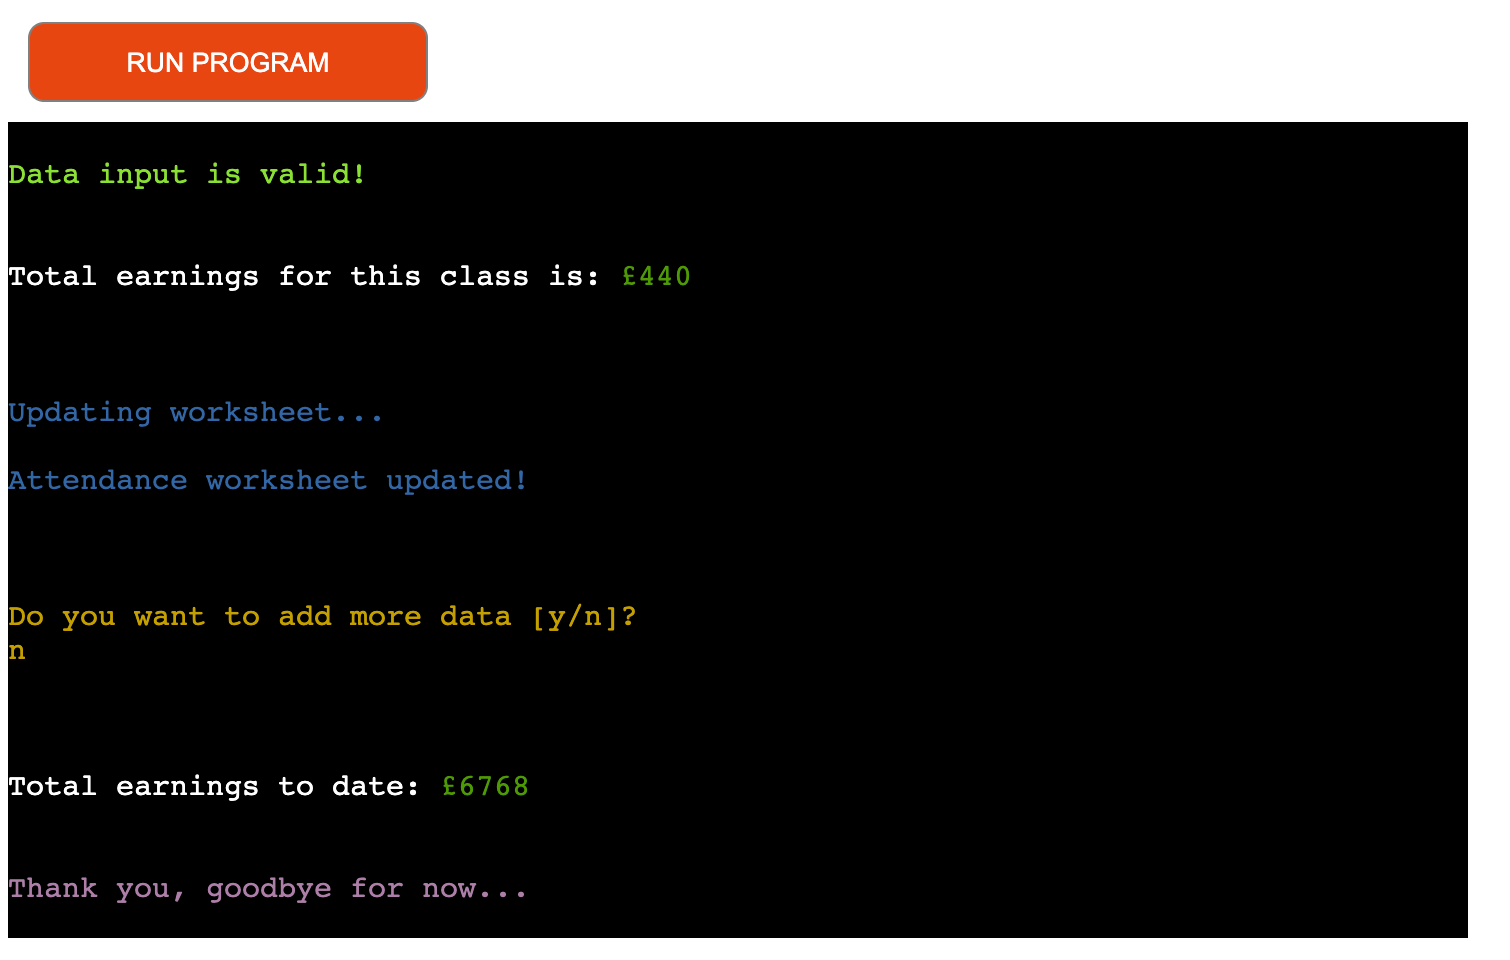 RUN PROGRAM
Data input is valid!
Total earnings for this class is: £440
Updating worksheet...
Attendance worksheet updated!
Do you want to add more data [y/n]?
n
Total earnings to date: £6768
Thank you, goodbye for now...